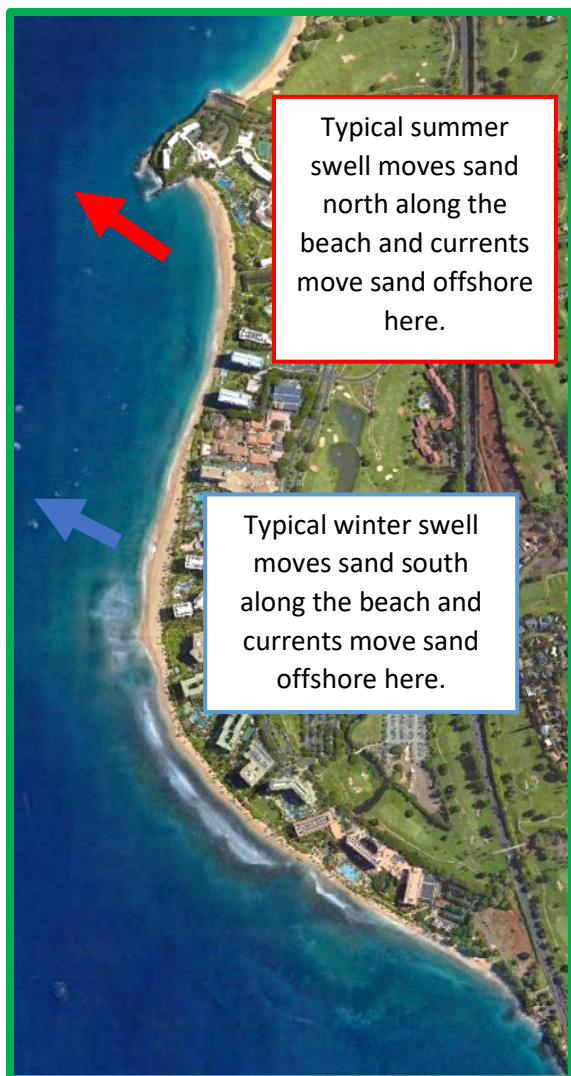 Typical summer
swell moves sand
north along the
beach and currents
move sand offshore
here.
Typical winter swell
moves sand south
along the beach and
currents move sand
offshore here.